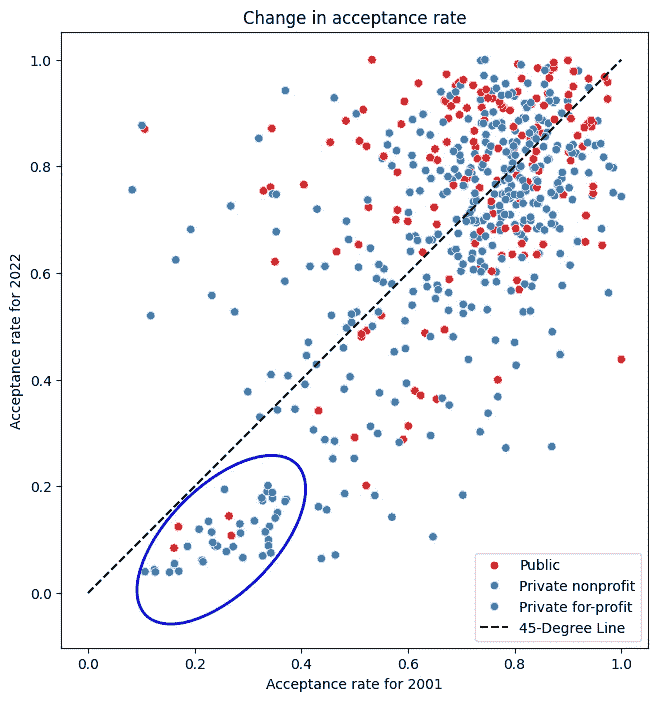 Change in acceptance rate
Acceptance rate for 2022
1.0
0.8
0.6
0.4
0.2
0.0
0.0 0.2 0.4 0.6 0.8 1.0
Acceptance rate for 2001
Public
Private nonprofit
Private for-profit
45-Degree Line